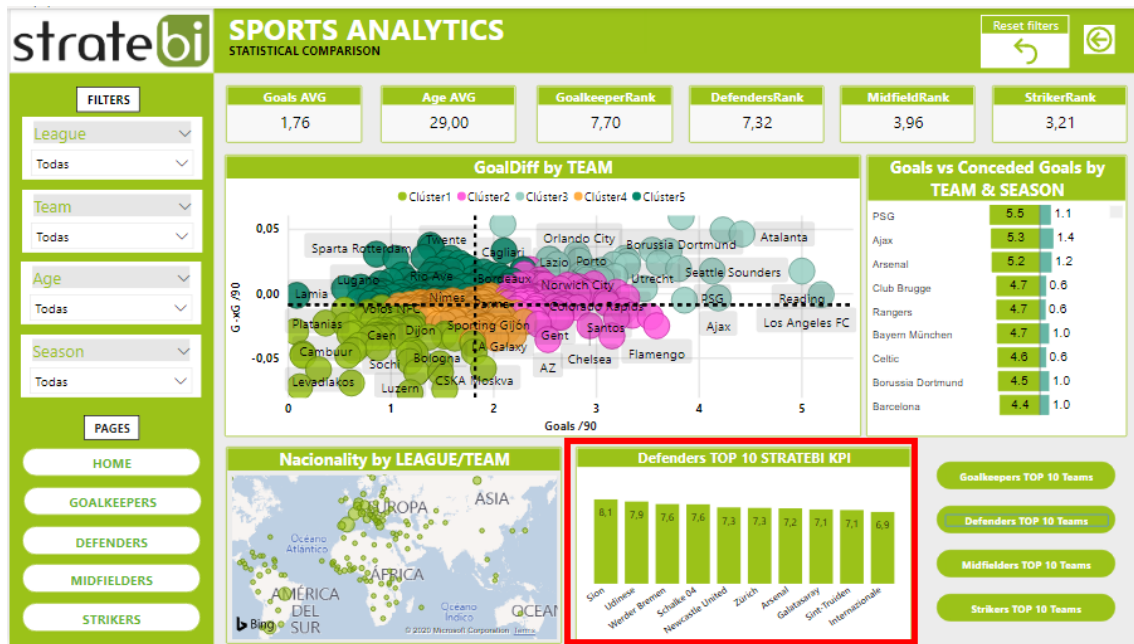 stratebi
SPORTS ANALYTICS
STATISTICAL COMPARISON
Reset filters
FILTERS
League
Todas
Team
Todas
Age
Todas
Season
Todas
PAGES
HOME
GOALKEEPERS
DEFENDERS
MIDFIELDERS
STRIKERS
Goals AVG
1,76
Age AVG
29,00
GoalkeeperRank
7,70
DefendersRank
7,32
MidfieldRank
3,96
StrikerRank
3,21
GoalDiff by TEAM
Clúster1 Clúster2 Clúster3 Clúster4 Clúster5
G - xG /90
0,05
0,00
-0,05
Sparta Rotterdam
Twente
Cagliari
Orlando City
Borussia Dortmund
Atalanta
Lazio
Porto
Lugano
Rio Ave
Bordeaux
Norwich City
Utrecht
Seattle Sounders
Lamia
Nimes
Colorado Rapids
PSG
Reading
Volos NFC
Platanias
Caen
Dijon
Sporting Gijón
Gent
Santos
Ajax
Los Angeles FC
Cambuur
Sochi
Bologna
A Galaxy
AZ
Chelsea
Flamengo
Levadiakos
Luzern
CSKA Moskva
0 1 2 3 4 5
Goals /90
Goals vs Conceded Goals by
TEAM & SEASON
PSG 5.5 1.1
Ajax 5.3 1.4
Arsenal 5.2 1.2
Club Brugge 4.7 0.6
Rangers 4.7 0.6
Bayern München 4.7 1.0
Celtic 4.6 0.6
Borussia Dortmund 4.5 1.0
Barcelona 4.4 1.0
Nacionality by LEAGUE/TEAM
EUROPA
ASIA
Océano
Atlántico
ÁFRICA
AMÉRICA
DEL
SUR
Océano
Índico
OCEAN
Bing
© 2020 Microsoft Corporation Terms
Defenders TOP 10 STRATEBI KPI
8,1 7,9 7,6 7,6 7,3 7,3 7,2 7,1 7,1 6,9
Sion
Udinese
Werder Bremen
Schalke 04
Newcastle United
Zürich
Arsenal
Galatasaray
Sint-Truiden
Internazionale
Goalkeepers TOP 10 Teams
Defenders TOP 10 Teams
Midfielders TOP 10 Teams
Strikers TOP 10 Teams